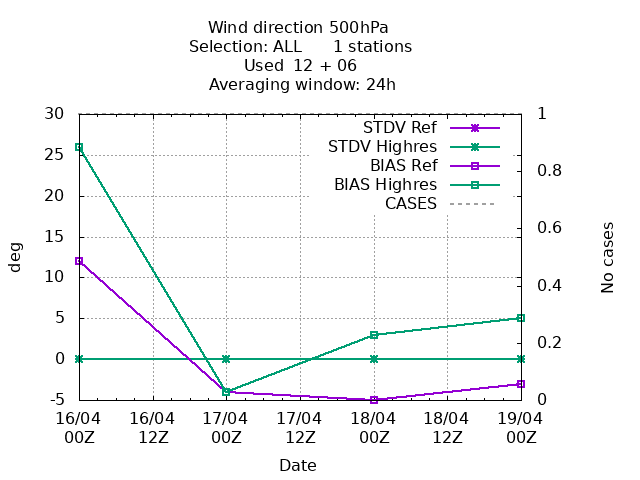 Wind direction 500hPa
Selection: ALL      1 stations
Used  12 + 06
Averaging window: 24h
30
25
20
15
10
5
0
-5
deg
1
0.8
0.6
0.4
0.2
0
No cases
STDV Ref
STDV Highres
BIAS Ref
BIAS Highres
CASES
16/04 16/04 17/04 17/04 18/04 18/04 19/04
00Z 12Z 00Z 12Z 00Z 12Z 00Z
Date